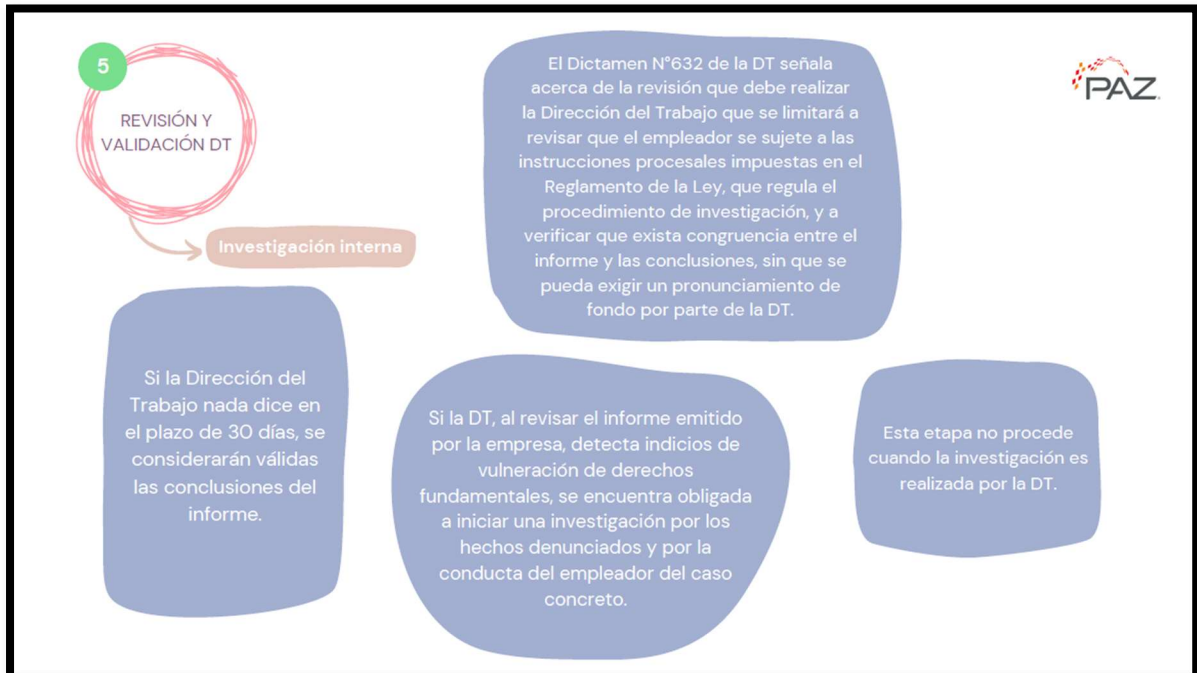 5
REVISIÓN Y
VALIDACIÓN DT
Investigación interna
El Dictamen N°632 de la DT señala
acerca de la revisión que debe realizar
la Dirección del Trabajo que se limitará a
revisar que el empleador se sujete a las
instrucciones procesales impuestas en el
Reglamento de la Ley, que regula el
procedimiento de investigación, y a
verificar que exista congruencia entre el
informe y las conclusiones, sin que se
pueda exigir un pronunciamiento de
fondo por parte de la DT.
PAZ
Si la Dirección del
Trabajo nada dice en
el plazo de 30 días, se
considerarán válidas
las conclusiones del
informe.
Si la DT, al revisar el informe emitido
por la empresa, detecta indicios de
vulneración de derechos
fundamentales, se encuentra obligada
a iniciar una investigación por los
hechos denunciados y por la
conducta del empleador del caso
concreto.
Esta etapa no procede
cuando la investigación es
realizada por la DT.